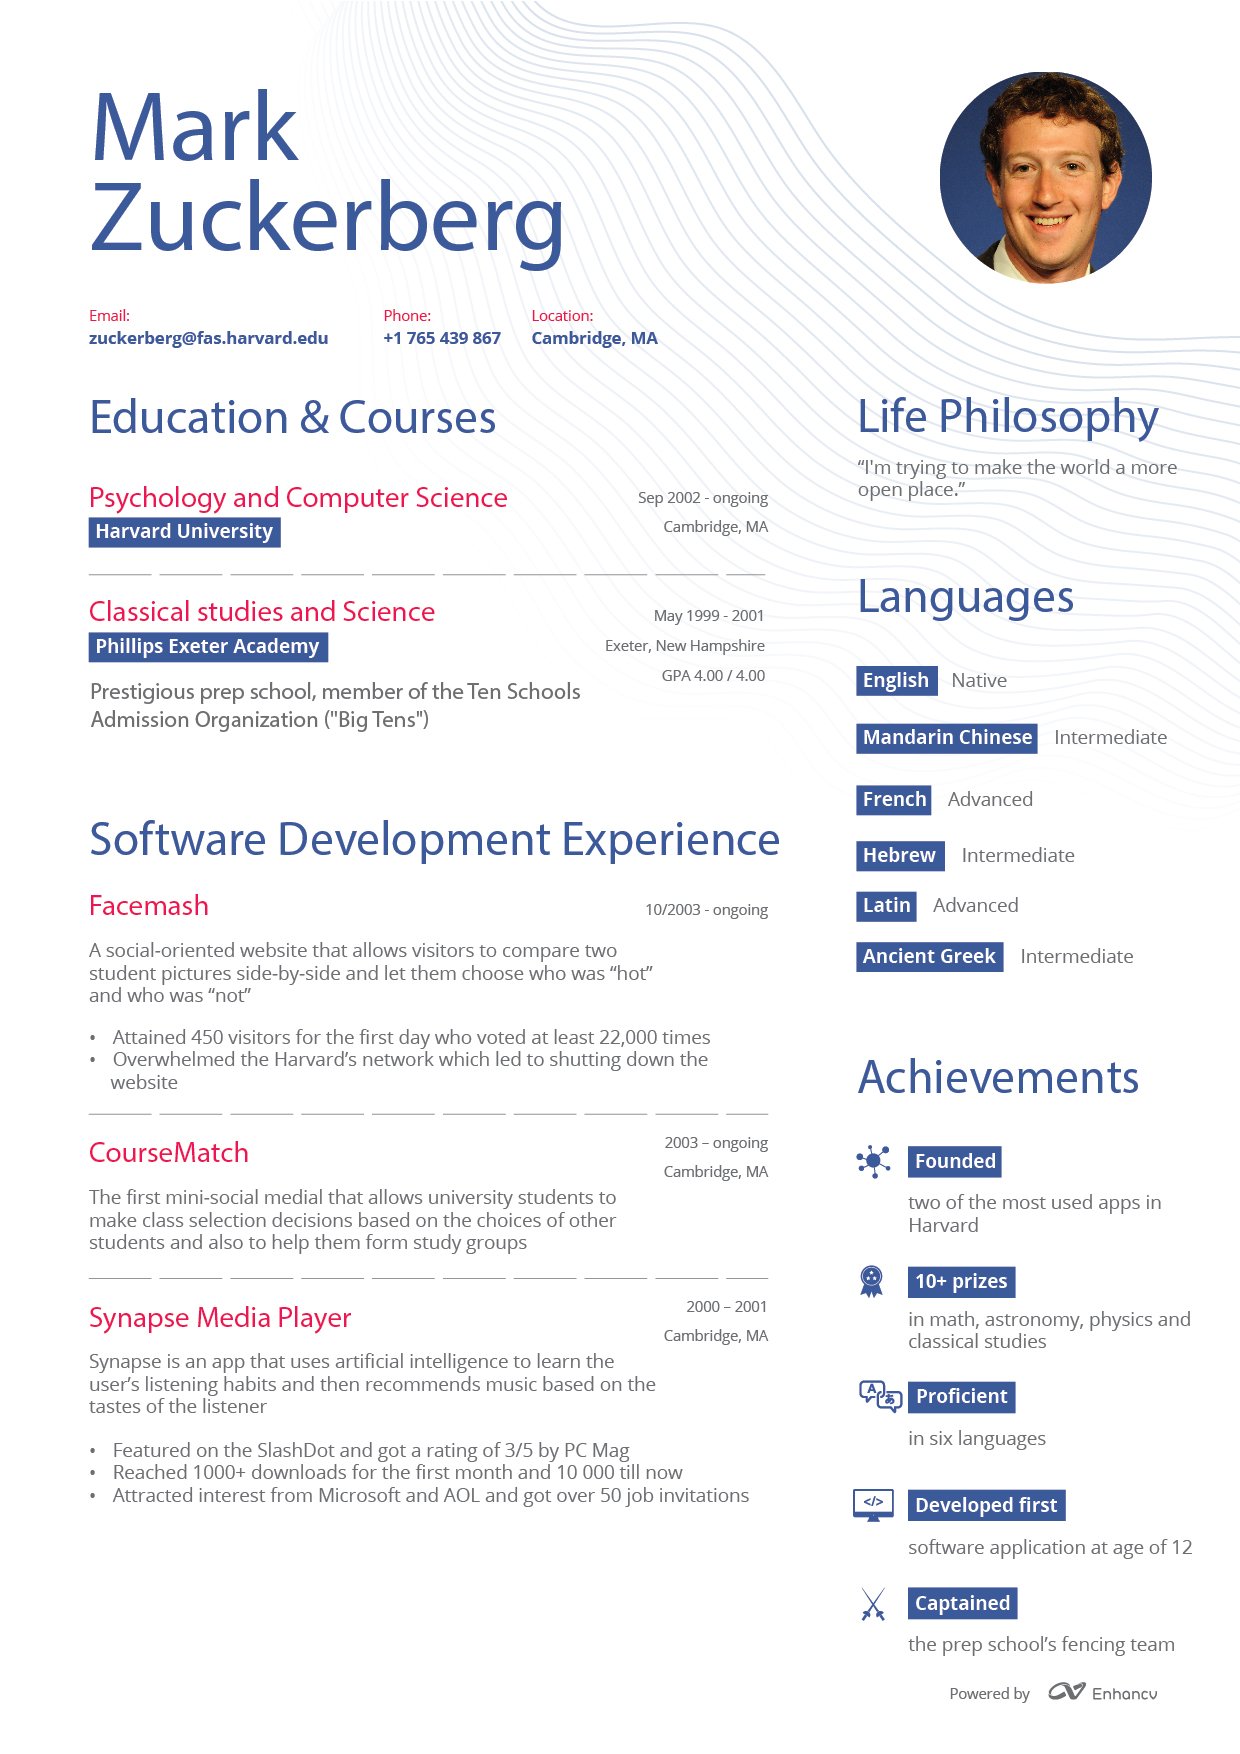 Mark
Zuckerberg
Email:
zuckerberg@fas.harvard.edu
Phone:
+1 765 439 867
Location:
Cambridge, MA
Education & Courses
Psychology and Computer Science
Harvard University
Sep 2002 - ongoing
Cambridge, MA
Classical studies and Science
Phillips Exeter Academy
May 1999 - 2001
Exeter, New Hampshire
GPA 4.00 / 4.00
Prestigious prep school, member of the Ten Schools
Admission Organization ("Big Tens")
Software Development Experience
Facemash
10/2003 - ongoing
A social-oriented website that allows visitors to compare two
student pictures side-by-side and let them choose who was “hot”
and who was “not”
• Attained 450 visitors for the first day who voted at least 22,000 times
• Overwhelmed the Harvard’s network which led to shutting down the
website
CourseMatch
2003 – ongoing
Cambridge, MA
The first mini-social medial that allows university students to
make class selection decisions based on the choices of other
students and also to help them form study groups
Synapse Media Player
2000 – 2001
Cambridge, MA
Synapse is an app that uses artificial intelligence to learn the
user’s listening habits and then recommends music based on the
tastes of the listener
• Featured on the SlashDot and got a rating of 3/5 by PC Mag
• Reached 1000+ downloads for the first month and 10 000 till now
• Attracted interest from Microsoft and AOL and got over 50 job invitations
Life Philosophy
“I'm trying to make the world a more
open place.”
Languages
English Native
Mandarin Chinese Intermediate
French Advanced
Hebrew Intermediate
Latin Advanced
Ancient Greek Intermediate
Achievements
Founded
two of the most used apps in
Harvard
10+ prizes
in math, astronomy, physics and
classical studies
A あ
Proficient
in six languages
</>
Developed first
software application at age of 12
Captained
the prep school’s fencing team
Powered by Enhancv